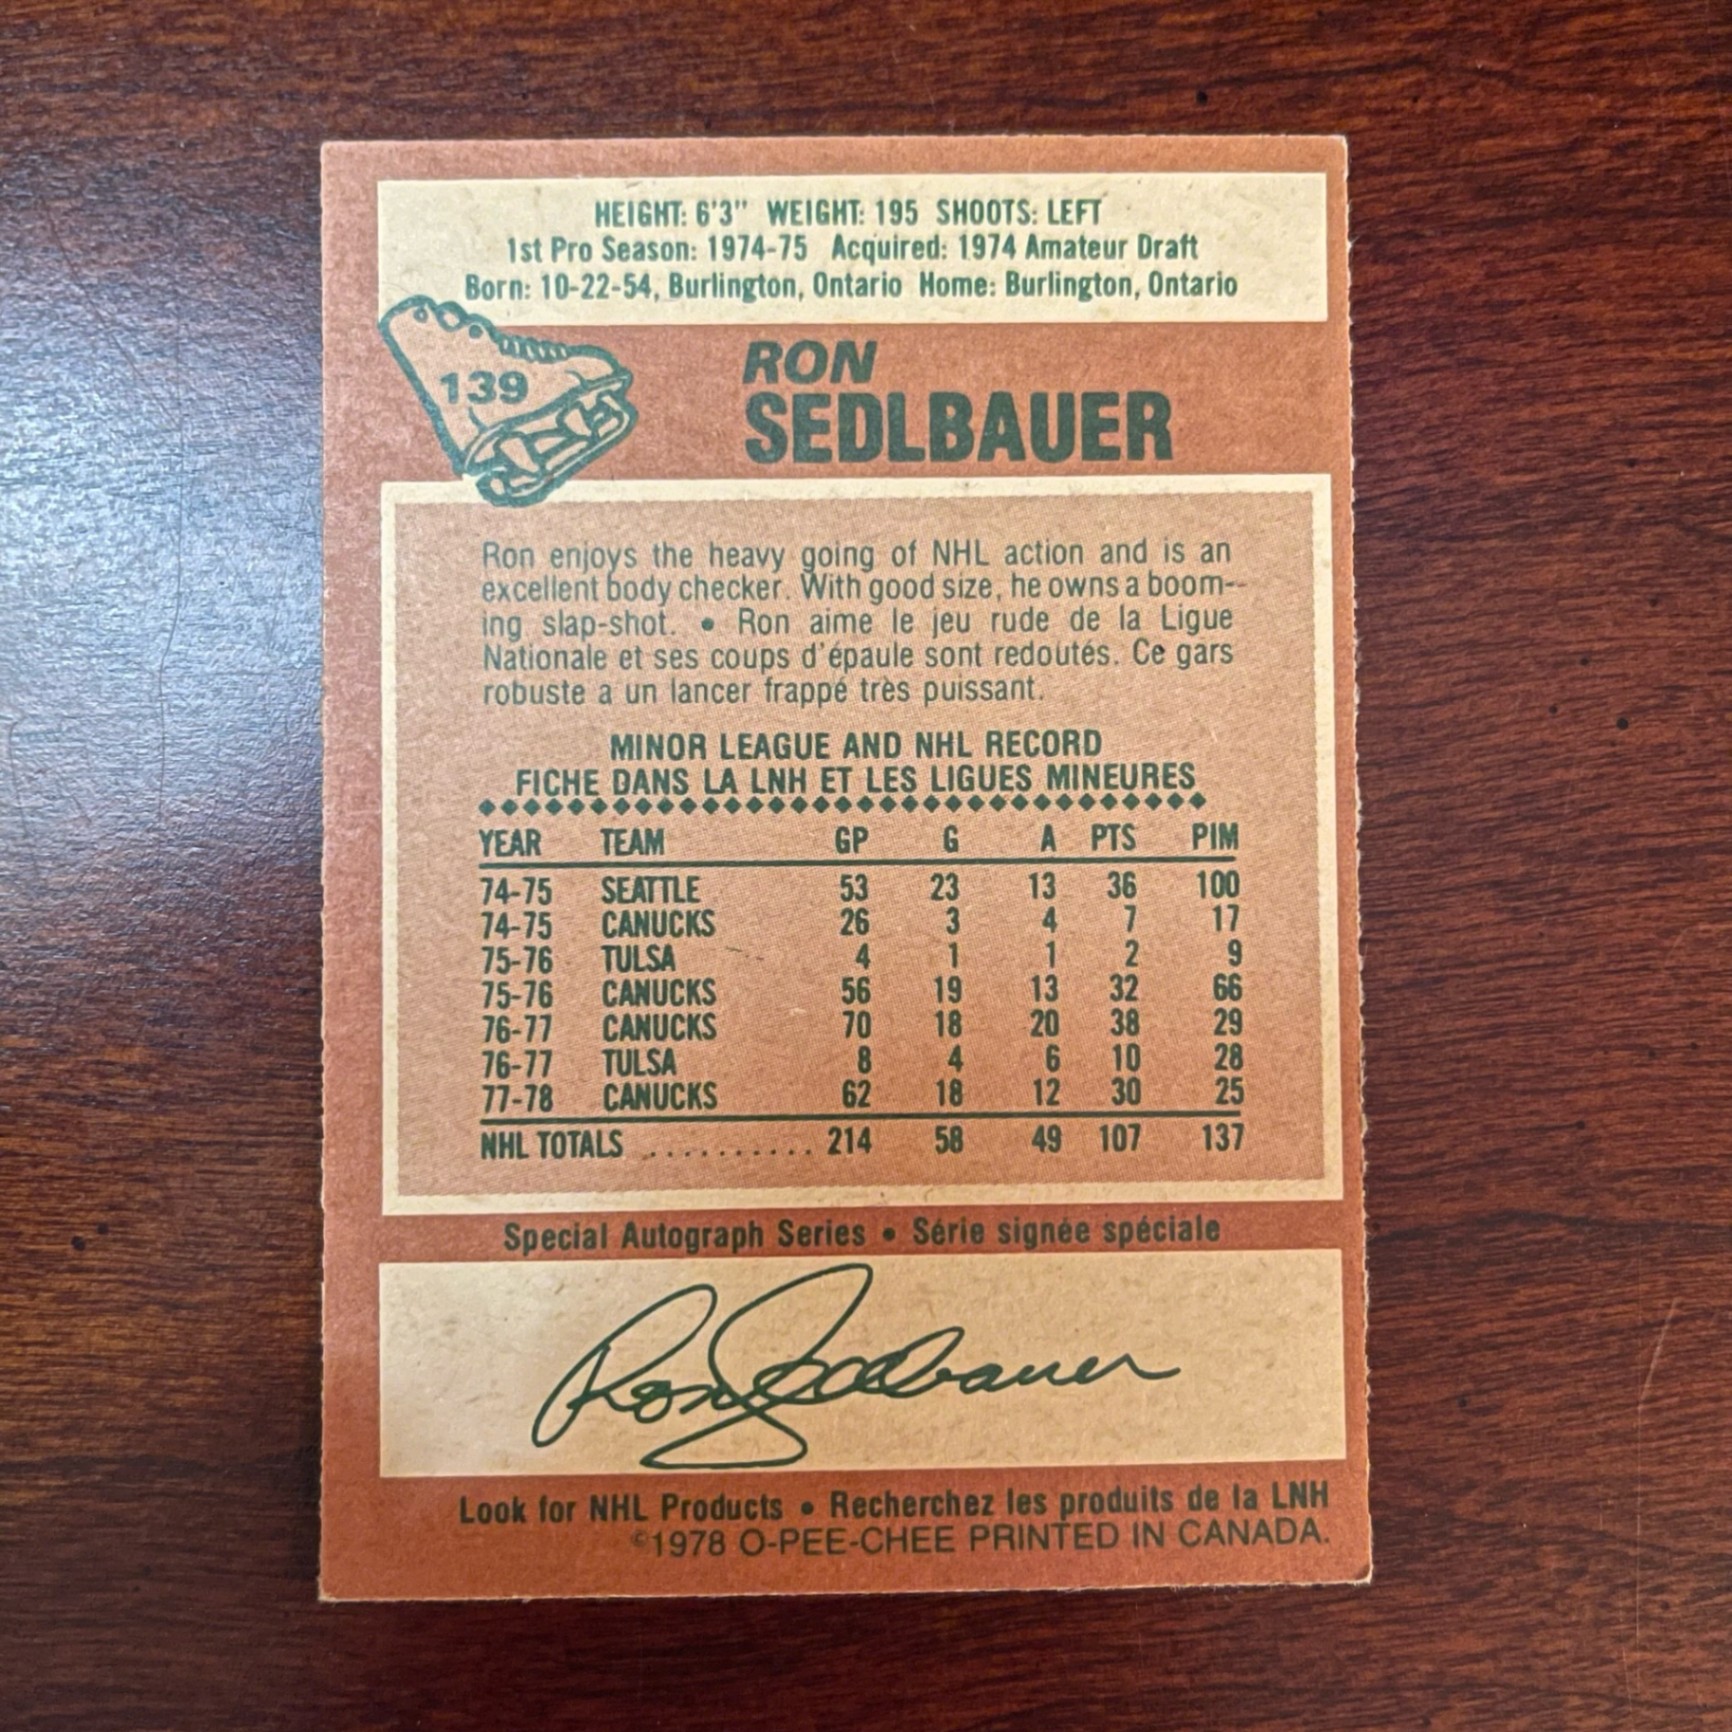 HEIGHT: 6'3" WEIGHT: 195 SHOOTS: LEFT
1st Pro Season: 1974-75 Acquired: 1974 Amateur Draft
Born: 10-22-54, Burlington, Ontario Home: Burlington, Ontario
139
RON
SEDLBAUER
Ron enjoys the heavy going of NHL action and is an
excellent body checker. With good size, he owns a boom--
ing slap-shot. • Ron aime le jeu rude de la Ligue
Nationale et ses coups d'épaule sont redoutés. Ce gars
robuste a un lancer frappé très puissant.
MINOR LEAGUE AND NHL RECORD
FICHE DANS LA LNH ET LES LIGUES MINEURES
YEAR TEAM GP G A PTS PIM
74-75 SEATTLE 53 23 13 36 100
74-75 CANUCKS 26 3 4 7 17
75-76 TULSA 4 1 1 2 9
75-76 CANUCKS 56 19 13 32 66
76-77 CANUCKS 70 18 20 38 29
76-77 TULSA 8 4 6 10 28
77-78 CANUCKS 62 18 12 30 25
NHL TOTALS .......... 214 58 49 107 137
Special Autograph Series • Série signée spéciale
Ron Sedlbauer
Look for NHL Products • Recherchez les produits de la LNH
©1978 O-PEE-CHEE PRINTED IN CANADA.